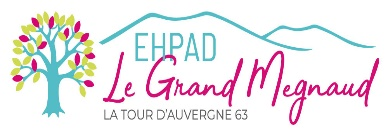 EHPAD
Le Grand Megnaud
LA TOUR D'AUVERGNE 63